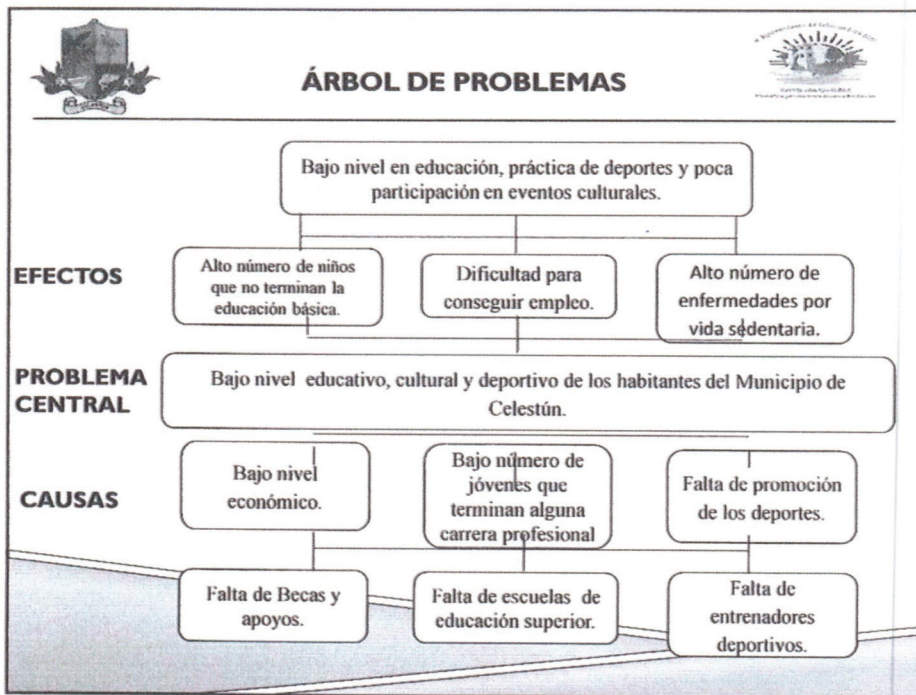 ÁRBOL DE PROBLEMAS
Bajo nivel en educación, práctica de deportes y poca
participación en eventos culturales.
EFECTOS
Alto número de niños
que no terminan la
educación básica.
Dificultad para
conseguir empleo.
Alto número de
enfermedades por
vida sedentaria.
PROBLEMA
CENTRAL
Bajo nivel educativo, cultural y deportivo de los habitantes del Municipio de
Celestún.
CAUSAS
Bajo nivel
económico.
Bajo número de
jóvenes que
terminan alguna
carrera profesional
Falta de promoción
de los deportes.
Falta de Becas y
apoyos.
Falta de escuelas de
educación superior.
Falta de
entrenadores
deportivos.